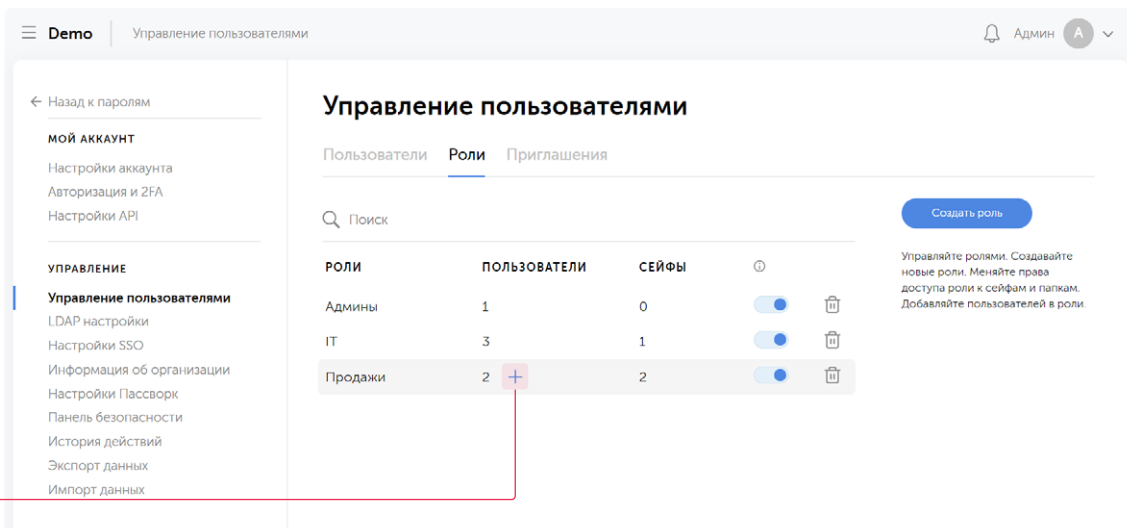 Demo
Управление пользователями
Админ
A
Назад к паролям
МОЙ АККАУНТ
Настройки аккаунта
Авторизация и 2FA
Настройки API
УПРАВЛЕНИЕ
Управление пользователями
LDAP настройки
Настройки SSO
Информация об организации
Настройки Пассворк
Панель безопасности
История действий
Экспорт данных
Импорт данных
Управление пользователями
Пользователи Роли Приглашения
Поиск
РОЛИ ПОЛЬЗОВАТЕЛИ СЕЙФЫ
Админы 1 0
IT 3 1
Продажи 2 + 2
Создать роль
Управляйте ролями. Создавайте
новые роли. Меняйте права
доступа роли к сейфам и папкам.
Добавляйте пользователей в роли.